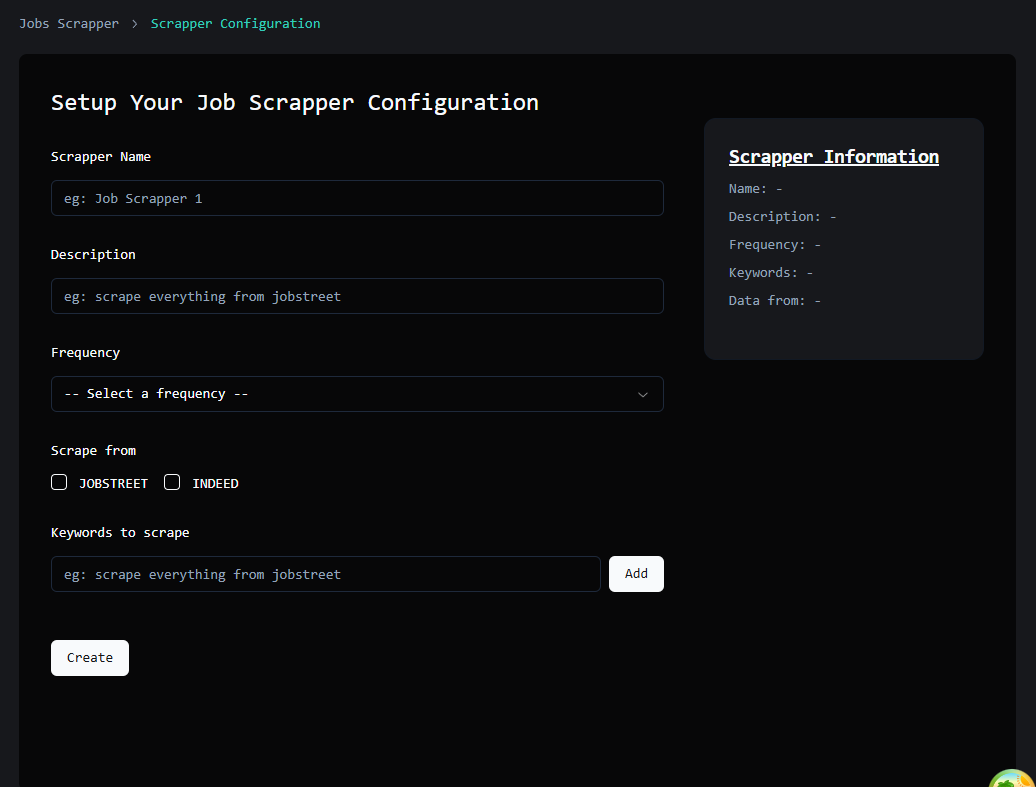 Jobs Scrapper > Scrapper Configuration
Setup Your Job Scrapper Configuration
Scrapper Name
eg: Job Scrapper 1
Description
eg: scrape everything from jobstreet
Frequency
-- Select a frequency --
Scrape from
JOBSTREET INDEED
Keywords to scrape
eg: scrape everything from jobstreet
Add
Create
Scrapper Information
Name: -
Description: -
Frequency: -
Keywords: -
Data from: -